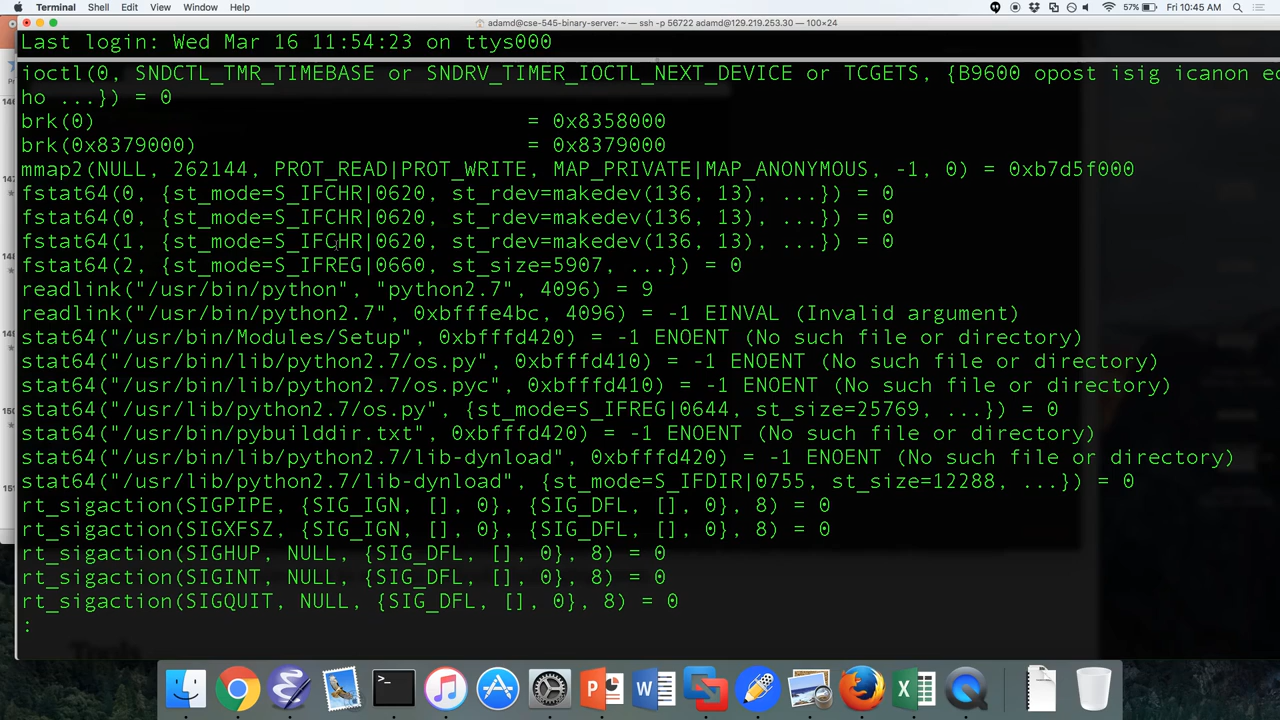 Terminal Shell Edit View Window Help
57% Fri 10:45 AM
adamd@cse-545-binary-server: ~ — ssh -p 56722 adamd@129.219.253.30 — 100×24
Last login: Wed Mar 16 11:54:23 on ttys000
ioctl(0, SNDCTL_TMR_TIMEBASE or SNDRV_TIMER_IOCTL_NEXT_DEVICE or TCGETS, {B9600 opost isig icanon ec
ho ...}) = 0
brk(0) = 0x8358000
brk(0x8379000) = 0x8379000
mmap2(NULL, 262144, PROT_READ|PROT_WRITE, MAP_PRIVATE|MAP_ANONYMOUS, -1, 0) = 0xb7d5f000
fstat64(0, {st_mode=S_IFCHR|0620, st_rdev=makedev(136, 13), ...}) = 0
fstat64(0, {st_mode=S_IFCHR|0620, st_rdev=makedev(136, 13), ...}) = 0
fstat64(1, {st_mode=S_IFCHR|0620, st_rdev=makedev(136, 13), ...}) = 0
fstat64(2, {st_mode=S_IFREG|0660, st_size=5907, ...}) = 0
readlink("/usr/bin/python", "python2.7", 4096) = 9
readlink("/usr/bin/python2.7", 0xbfffe4bc, 4096) = -1 EINVAL (Invalid argument)
stat64("/usr/bin/Modules/Setup", 0xbfffd420) = -1 ENOENT (No such file or directory)
stat64("/usr/bin/lib/python2.7/os.py", 0xbfffd410) = -1 ENOENT (No such file or directory)
stat64("/usr/bin/lib/python2.7/os.pyc", 0xbfffd410) = -1 ENOENT (No such file or directory)
stat64("/usr/lib/python2.7/os.py", {st_mode=S_IFREG|0644, st_size=25769, ...}) = 0
stat64("/usr/bin/pybuilddir.txt", 0xbfffd420) = -1 ENOENT (No such file or directory)
stat64("/usr/bin/lib/python2.7/lib-dynload", 0xbfffd420) = -1 ENOENT (No such file or directory)
stat64("/usr/lib/python2.7/lib-dynload", {st_mode=S_IFDIR|0755, st_size=12288, ...}) = 0
rt_sigaction(SIGPIPE, {SIG_IGN, [], 0}, {SIG_DFL, [], 0}, 8) = 0
rt_sigaction(SIGXFSZ, {SIG_IGN, [], 0}, {SIG_DFL, [], 0}, 8) = 0
rt_sigaction(SIGHUP, NULL, {SIG_DFL, [], 0}, 8) = 0
rt_sigaction(SIGINT, NULL, {SIG_DFL, [], 0}, 8) = 0
rt_sigaction(SIGQUIT, NULL, {SIG_DFL, [], 0}, 8) = 0
: